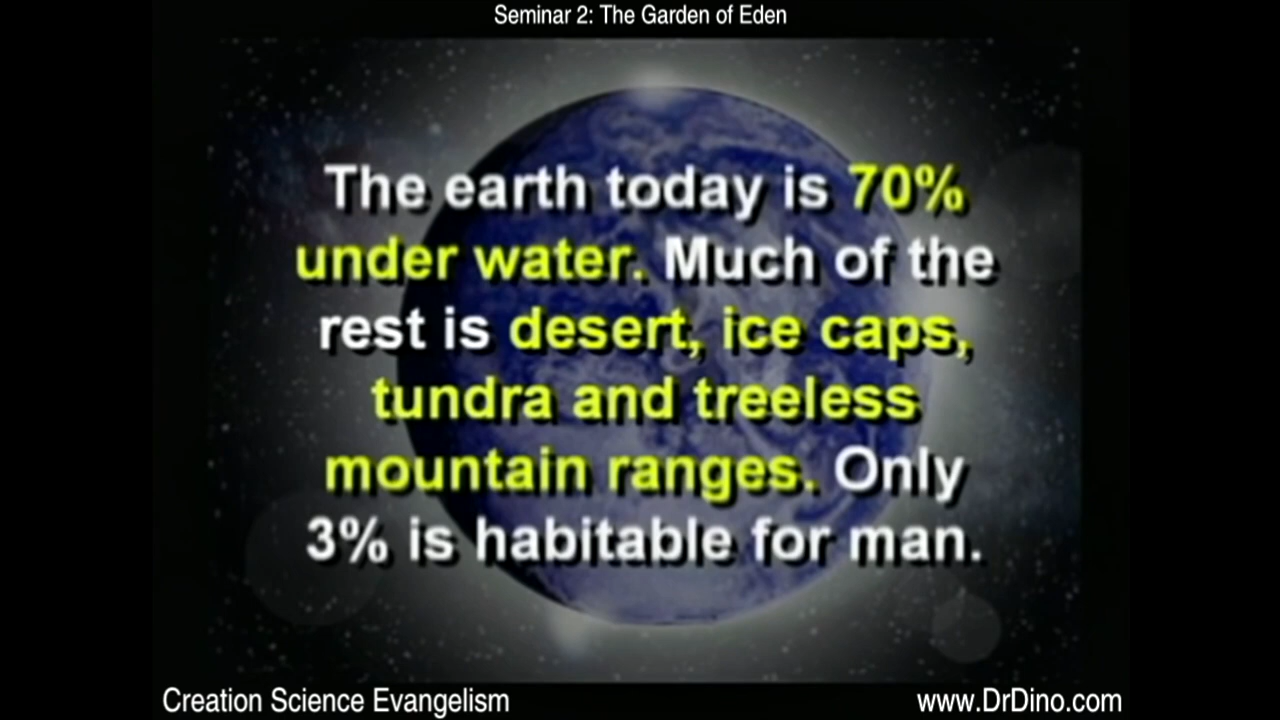 Seminar 2: The Garden of Eden
The earth today is 70%
under water. Much of the
rest is desert, ice caps,
tundra and treeless
mountain ranges. Only
3% is habitable for man.
Creation Science Evangelism
www.DrDino.com